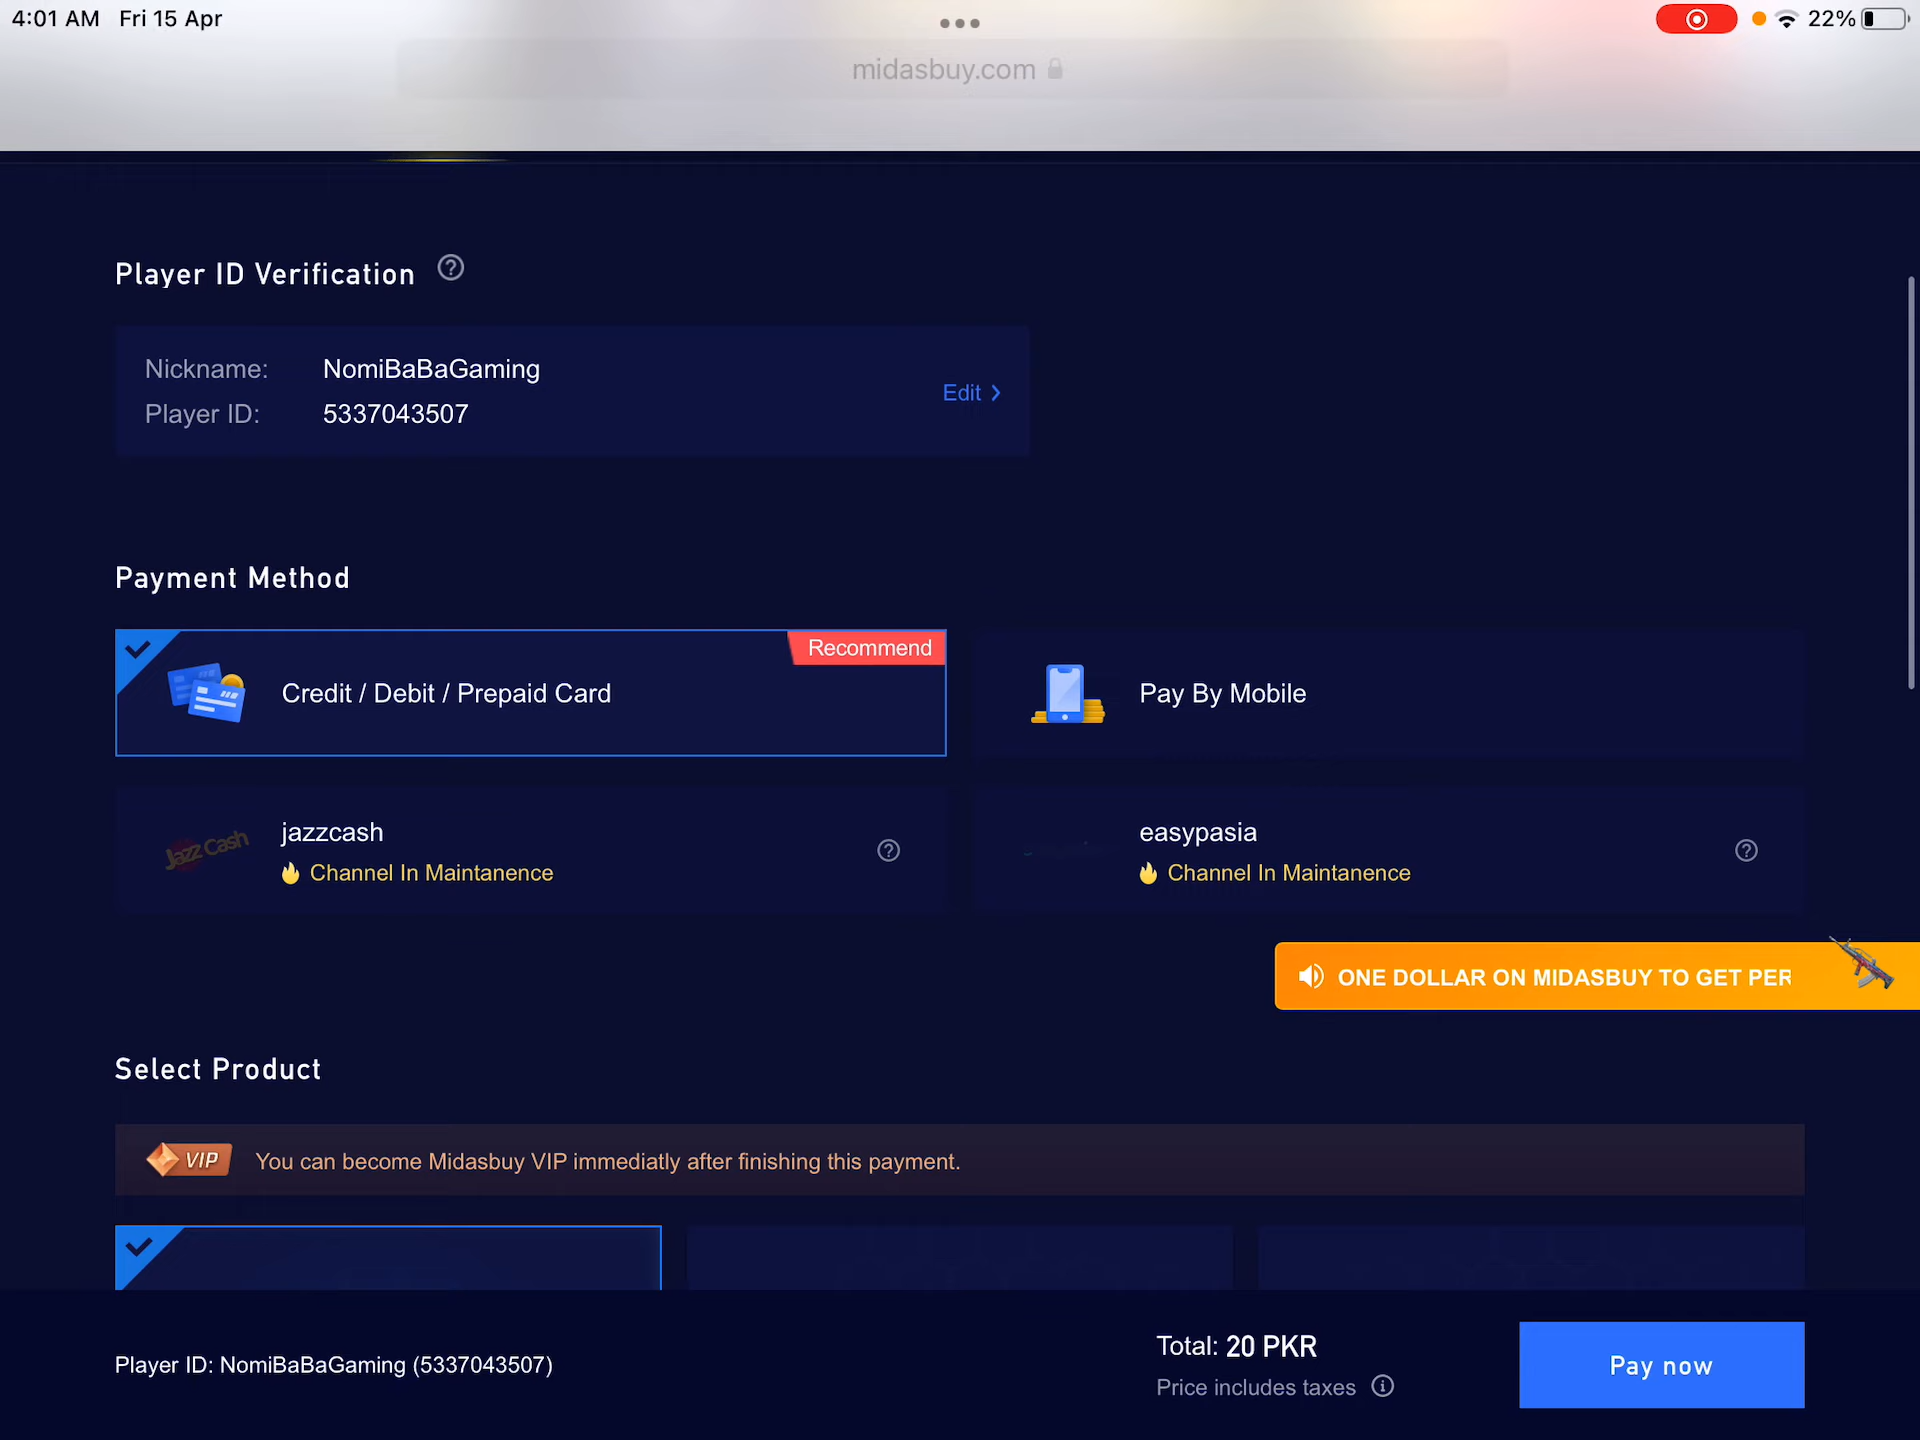 4:01 AM Fri 15 Apr
22%
midasbuy.com
Player ID Verification
Nickname: NomiBaBaGaming
Player ID: 5337043507
Edit
Payment Method
Recommend
Credit / Debit / Prepaid Card
Pay By Mobile
Jazz Cash
jazzcash
Channel In Maintanence
easypasia
Channel In Maintanence
ONE DOLLAR ON MIDASBUY TO GET PER
Select Product
VIP You can become Midasbuy VIP immediatly after finishing this payment.
Player ID: NomiBaBaGaming (5337043507)
Total: 20 PKR
Price includes taxes
Pay now